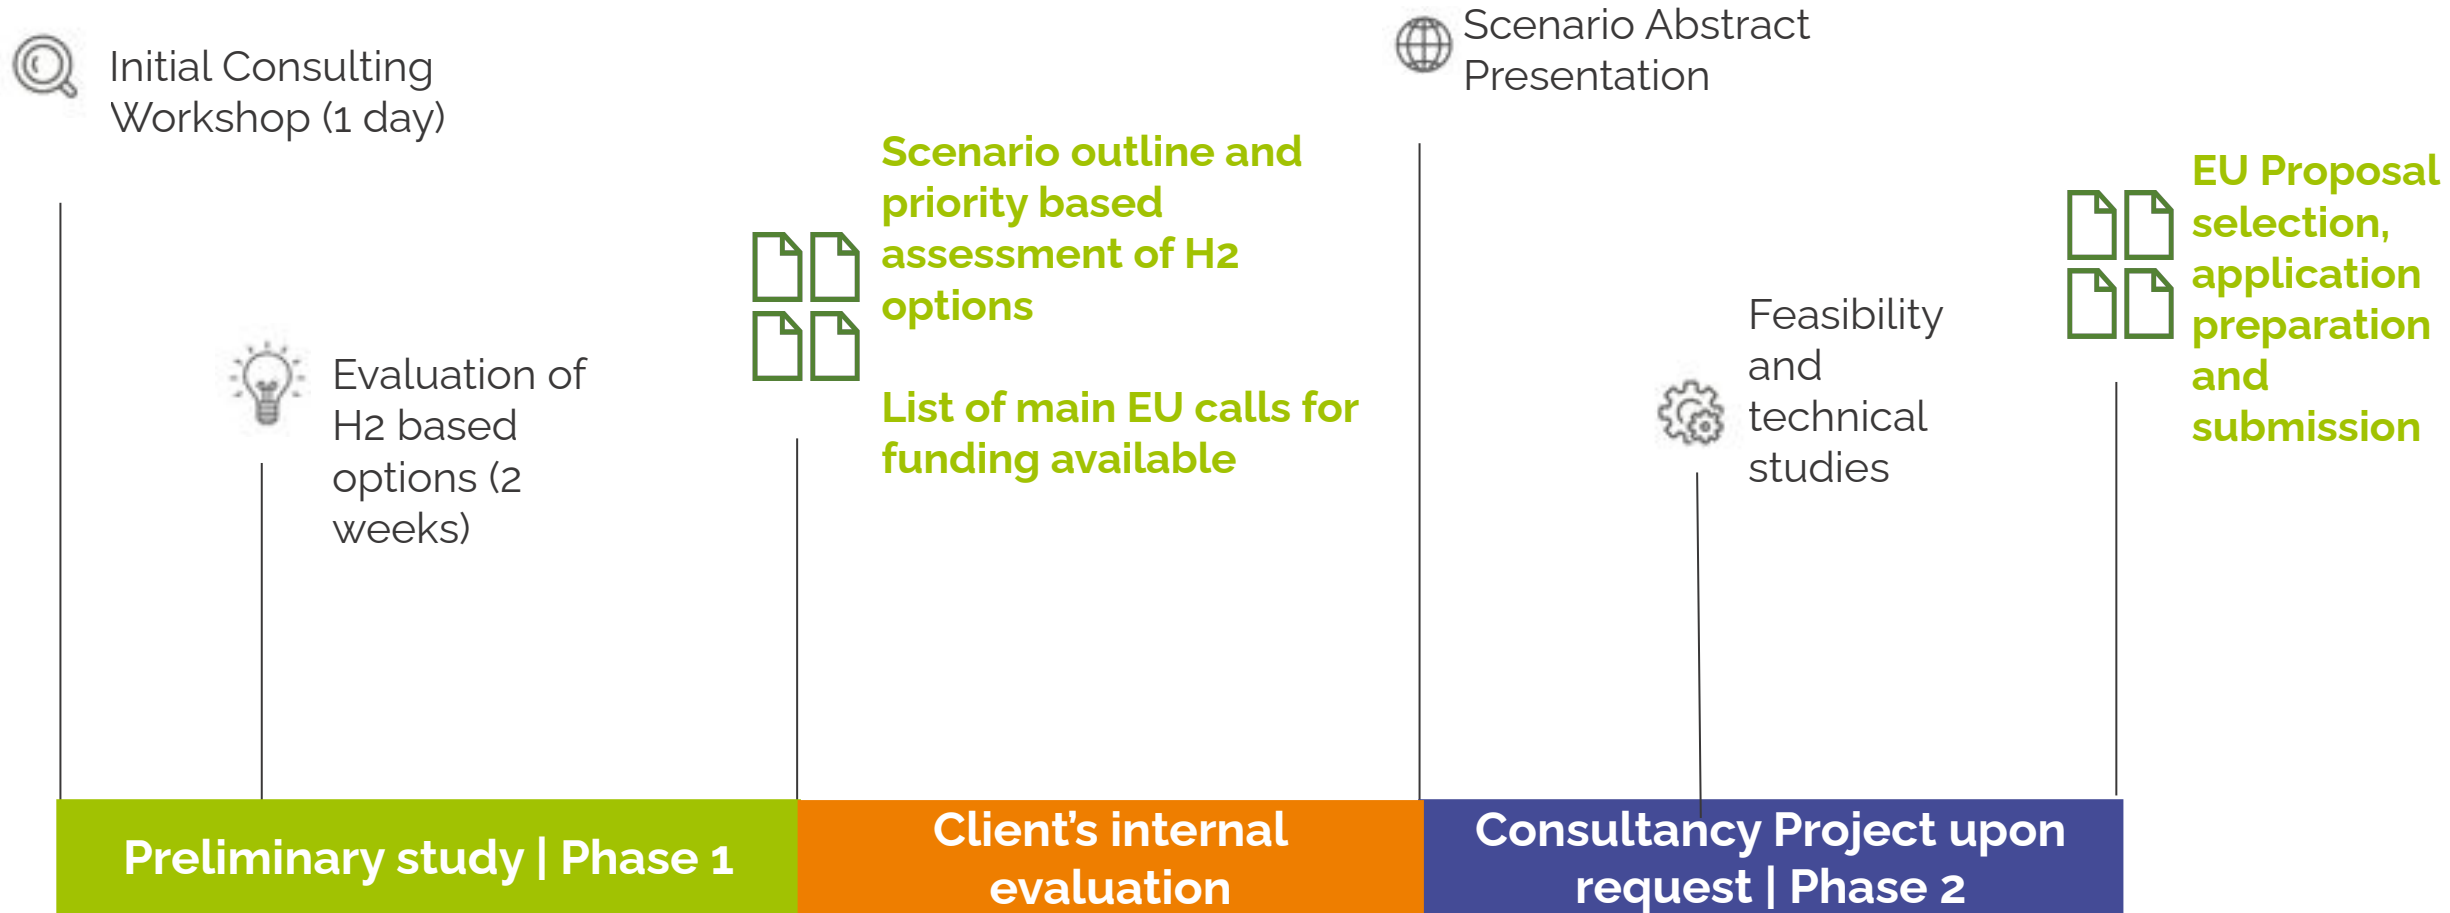 Initial Consulting
Workshop (1 day)
Evaluation of
H2 based
options (2
weeks)
Scenario outline and
priority based
assessment of H2
options
List of main EU calls for
funding available
Scenario Abstract
Presentation
Feasibility
and
technical
studies
EU Proposal
selection,
application
preparation
and
submission
Preliminary study | Phase 1
Client’s internal
evaluation
Consultancy Project upon
request | Phase 2